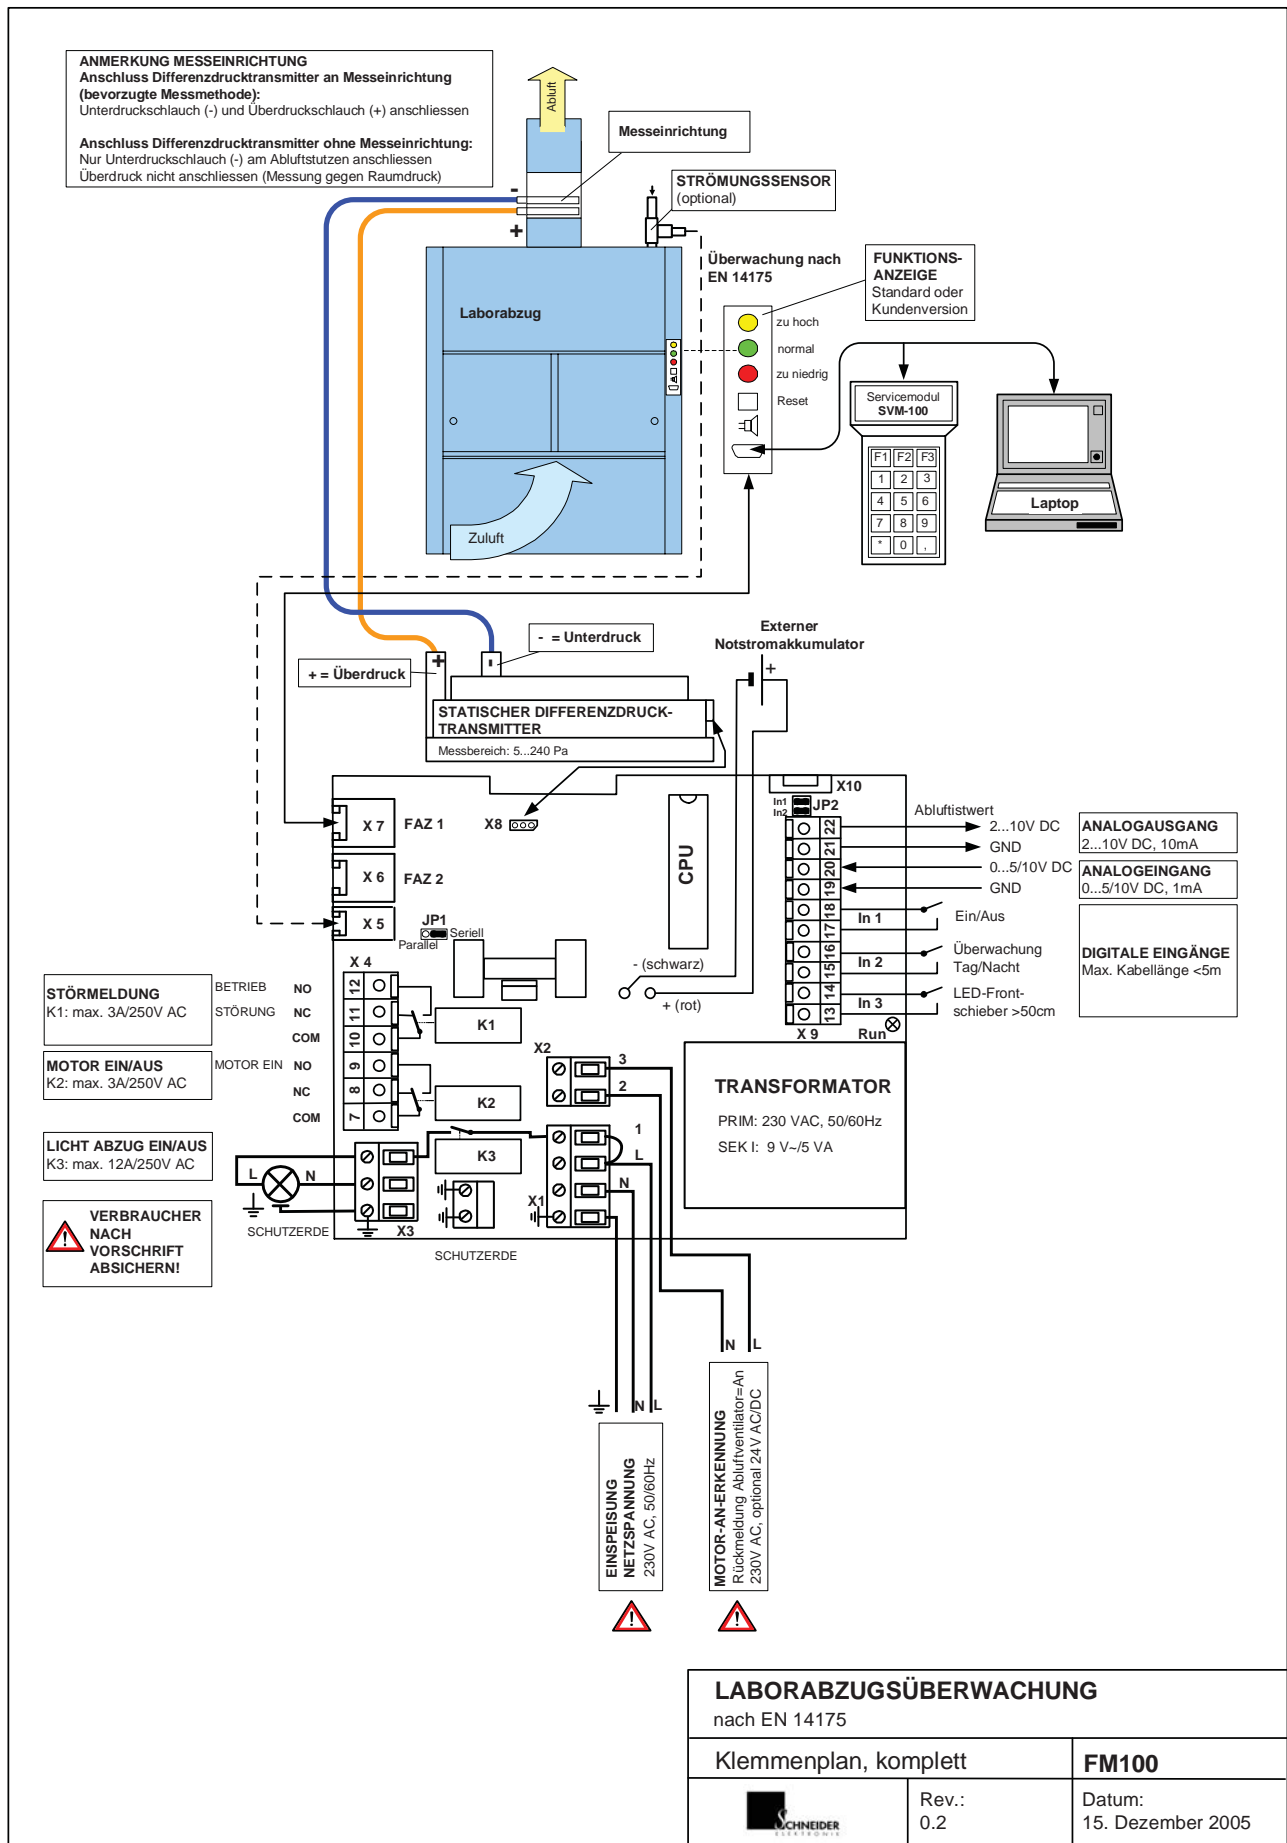 ANMERKUNG MESSEINRICHTUNG
Anschluss Differenzdrucktransmitter an Messeinrichtung
(bevorzugte Messmethode):
Unterdruckschlauch (-) und Überdruckschlauch (+) anschliessen
Anschluss Differenzdrucktransmitter ohne Messeinrichtung:
Nur Unterdruckschlauch (-) am Abluftstutzen anschliessen
Überdruck nicht anschliessen (Messung gegen Raumdruck)
Abluft
Messeinrichtung
-
+
STRÖMUNGSSENSOR
(optional)
Überwachung nach
EN 14175
FUNKTIONS-
ANZEIGE
Standard oder
Kundenversion
Laborabzug
zu hoch
normal
zu niedrig
Reset
Servicemodul
SVM-100
F1 F2 F3
1 2 3
4 5 6
7 8 9
* 0 ,
Laptop
Zuluft
Externer
Notstromakkumulator
+
- = Unterdruck
+ = Überdruck
+
-
STATISCHER DIFFERENZDRUCK-
TRANSMITTER
Messbereich: 5...240 Pa
X10
In1
In2
JP2
X 7
FAZ 1
X8
X 6
FAZ 2
X 5
JP1
Seriell
Parallel
CPU
22
21
20
19
18
17
16
15
14
13
Abluftistwert
2...10V DC
GND
0...5/10V DC
GND
ANALOGAUSGANG
2...10V DC, 10mA
ANALOGEINGANG
0...5/10V DC, 1mA
In 1
Ein/Aus
In 2
Überwachung
Tag/Nacht
In 3
LED-Front-
schieber >50cm
DIGITALE EINGÄNGE
Max. Kabellänge <5m
X 9
Run
- (schwarz)
+ (rot)
X 4
STÖRMELDUNG
K1: max. 3A/250V AC
BETRIEB
NO
STÖRUNG
NC
COM
12
11
10
K1
MOTOR EIN/AUS
K2: max. 3A/250V AC
MOTOR EIN
NO
NC
COM
9
8
7
K2
LICHT ABZUG EIN/AUS
K3: max. 12A/250V AC
K3
L
N
VERBRAUCHER
NACH
VORSCHRIFT
ABSICHERN!
!
SCHUTZERDE
X3
SCHUTZERDE
X2
3
2
1
L
N
X1
TRANSFORMATOR
PRIM: 230 VAC, 50/60Hz
SEK I: 9 V~/5 VA
N L
N L
EINSPEISUNG
NETZSPANNUNG
230V AC, 50/60Hz
MOTOR-AN-ERKENNUNG
Rückmeldung Abluftventilator=An
230V AC, optional 24V AC/DC
!
!
LABORABZUGSÜBERWACHUNG
nach EN 14175
Klemmenplan, komplett
FM100
SCHNEIDER
ELEKTRONIK
Rev.:
0.2
Datum:
15. Dezember 2005